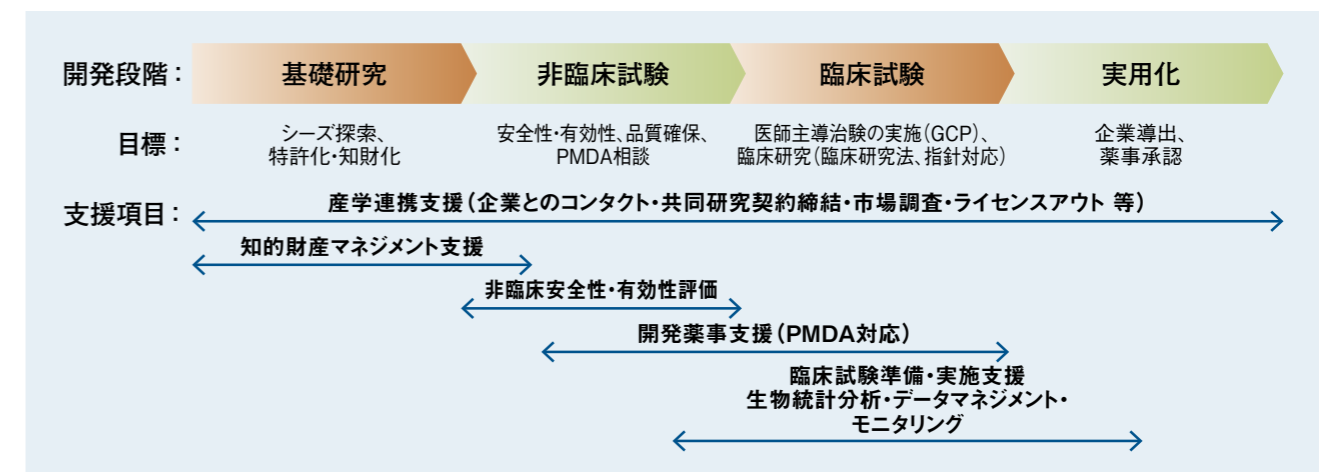 開発段階： 基礎研究 非臨床試験 臨床試験 実用化
目標： シーズ探索、 安全性・有効性、品質確保、 医師主導治験の実施（GCP）、 企業導出、
特許化・知財化 PMDA相談 臨床研究（臨床研究法、指針対応） 薬事承認
支援項目： 産学連携支援（企業とのコンタクト・共同研究契約締結・市場調査・ライセンスアウト 等）
知的財産マネジメント支援
非臨床安全性・有効性評価
開発薬事支援（PMDA対応）
臨床試験準備・実施支援
生物統計分析・データマネジメント・
モニタリング